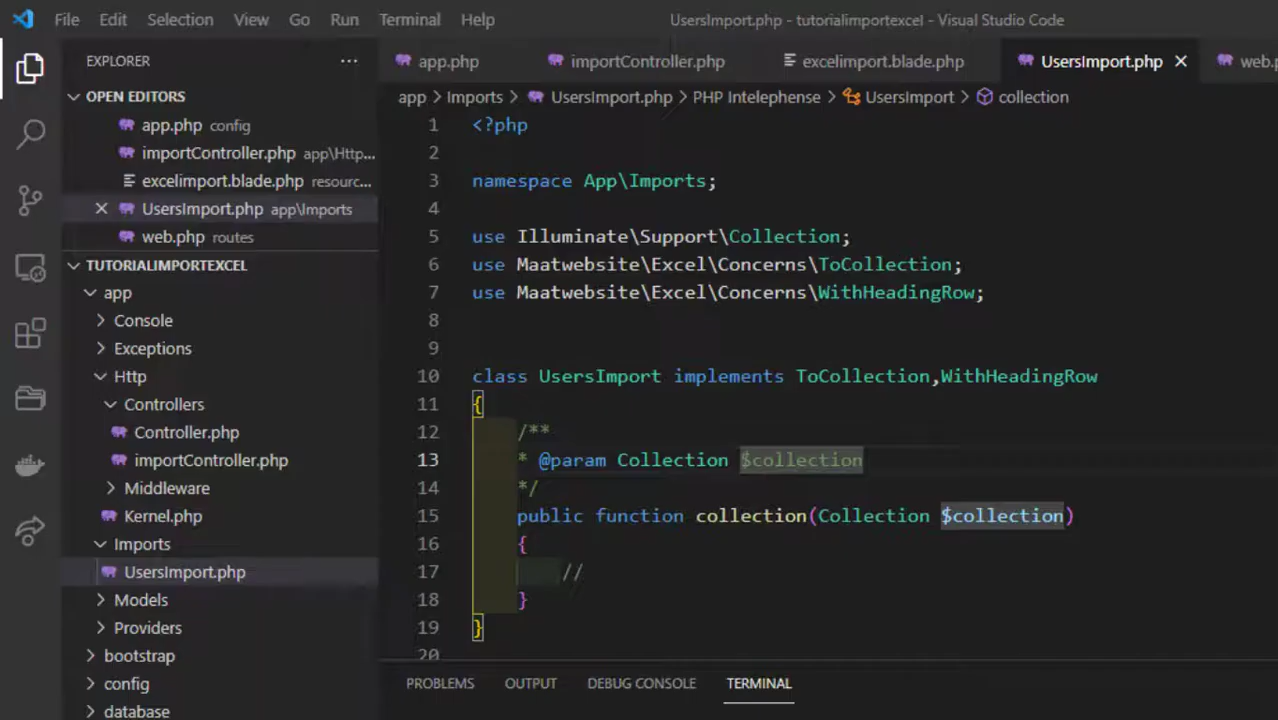 File Edit Selection View Go Run Terminal Help UsersImport.php - tutorialimportexcel - Visual Studio Code
EXPLORER ...
OPEN EDITORS
app.php config
importController.php app\Http...
excelimport.blade.php resourc...
UsersImport.php app\Imports
web.php routes
TUTORIALIMPORTEXCEL
app
Console
Exceptions
Http
Controllers
Controller.php
importController.php
Middleware
Kernel.php
Imports
UsersImport.php
Models
Providers
bootstrap
config
database
app.php importController.php excelimport.blade.php UsersImport.php
app > Imports > UsersImport.php > PHP Intelephense > UsersImport > collection
1 <?php
2
3 namespace App\Imports;
4
5 use Illuminate\Support\Collection;
6 use Maatwebsite\Excel\Concerns\ToCollection;
7 use Maatwebsite\Excel\Concerns\WithHeadingRow;
8
9
10 class UsersImport implements ToCollection,WithHeadingRow
11 {
12 /**
13 * @param Collection $collection
14 */
15 public function collection(Collection $collection)
16 {
17 //
18 }
19 }
20
PROBLEMS OUTPUT DEBUG CONSOLE TERMINAL